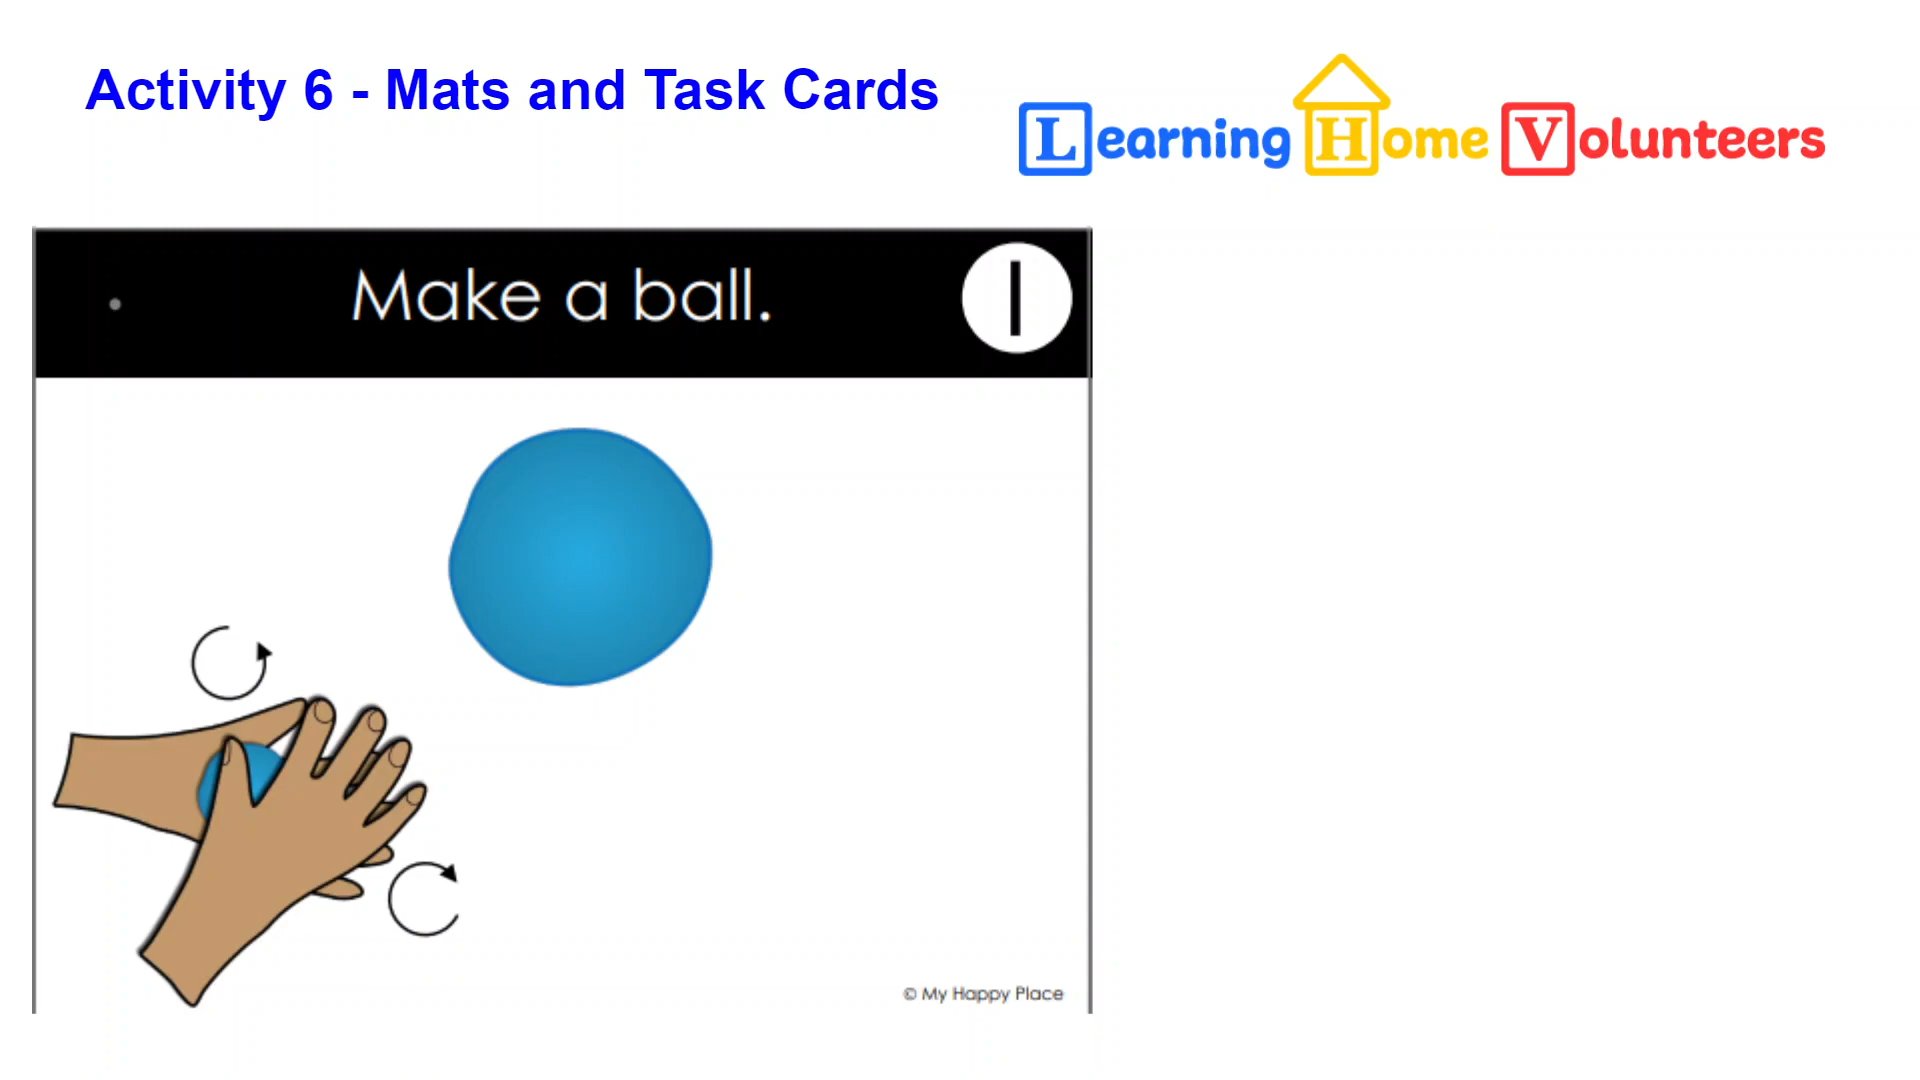 Activity 6 - Mats and Task Cards
Learning Home Volunteers
Make a ball.
1
© My Happy Place